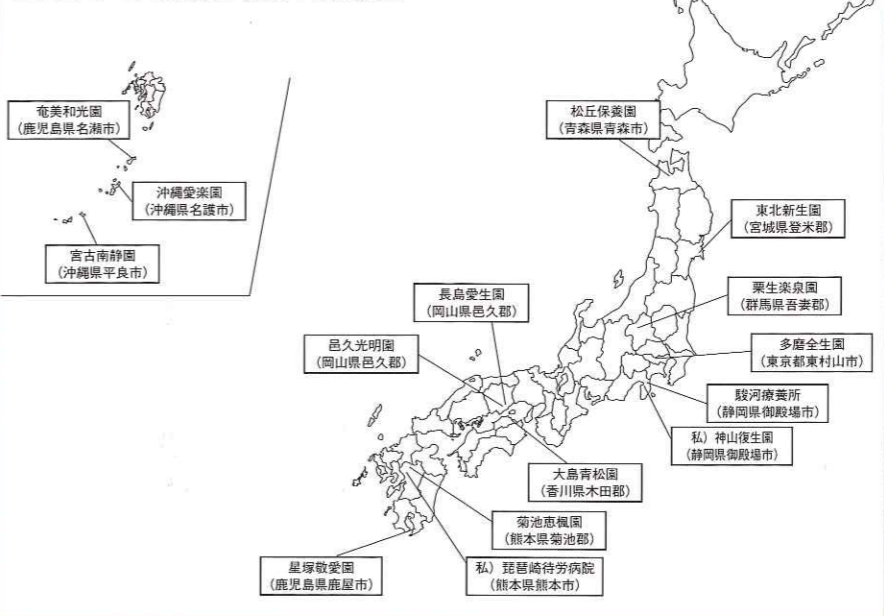 松丘保養園
(青森県青森市)
奄美和光園
(鹿児島県名瀬市)
沖縄愛楽園
(沖縄県名護市)
宮古南静園
(沖縄県平良市)
東北新生園
(宮城県登米郡)
長島愛生園
(岡山県邑久郡)
栗生楽泉園
(群馬県吾妻郡)
邑久光明園
(岡山県邑久郡)
多磨全生園
(東京都東村山市)
駿河療養所
(静岡県御殿場市)
私)神山復生園
(静岡県御殿場市)
大島青松園
(香川県木田郡)
菊池恵楓園
(熊本県菊池郡)
星塚敬愛園
(鹿児島県鹿屋市)
私)琵琶崎待労病院
(熊本県熊本市)